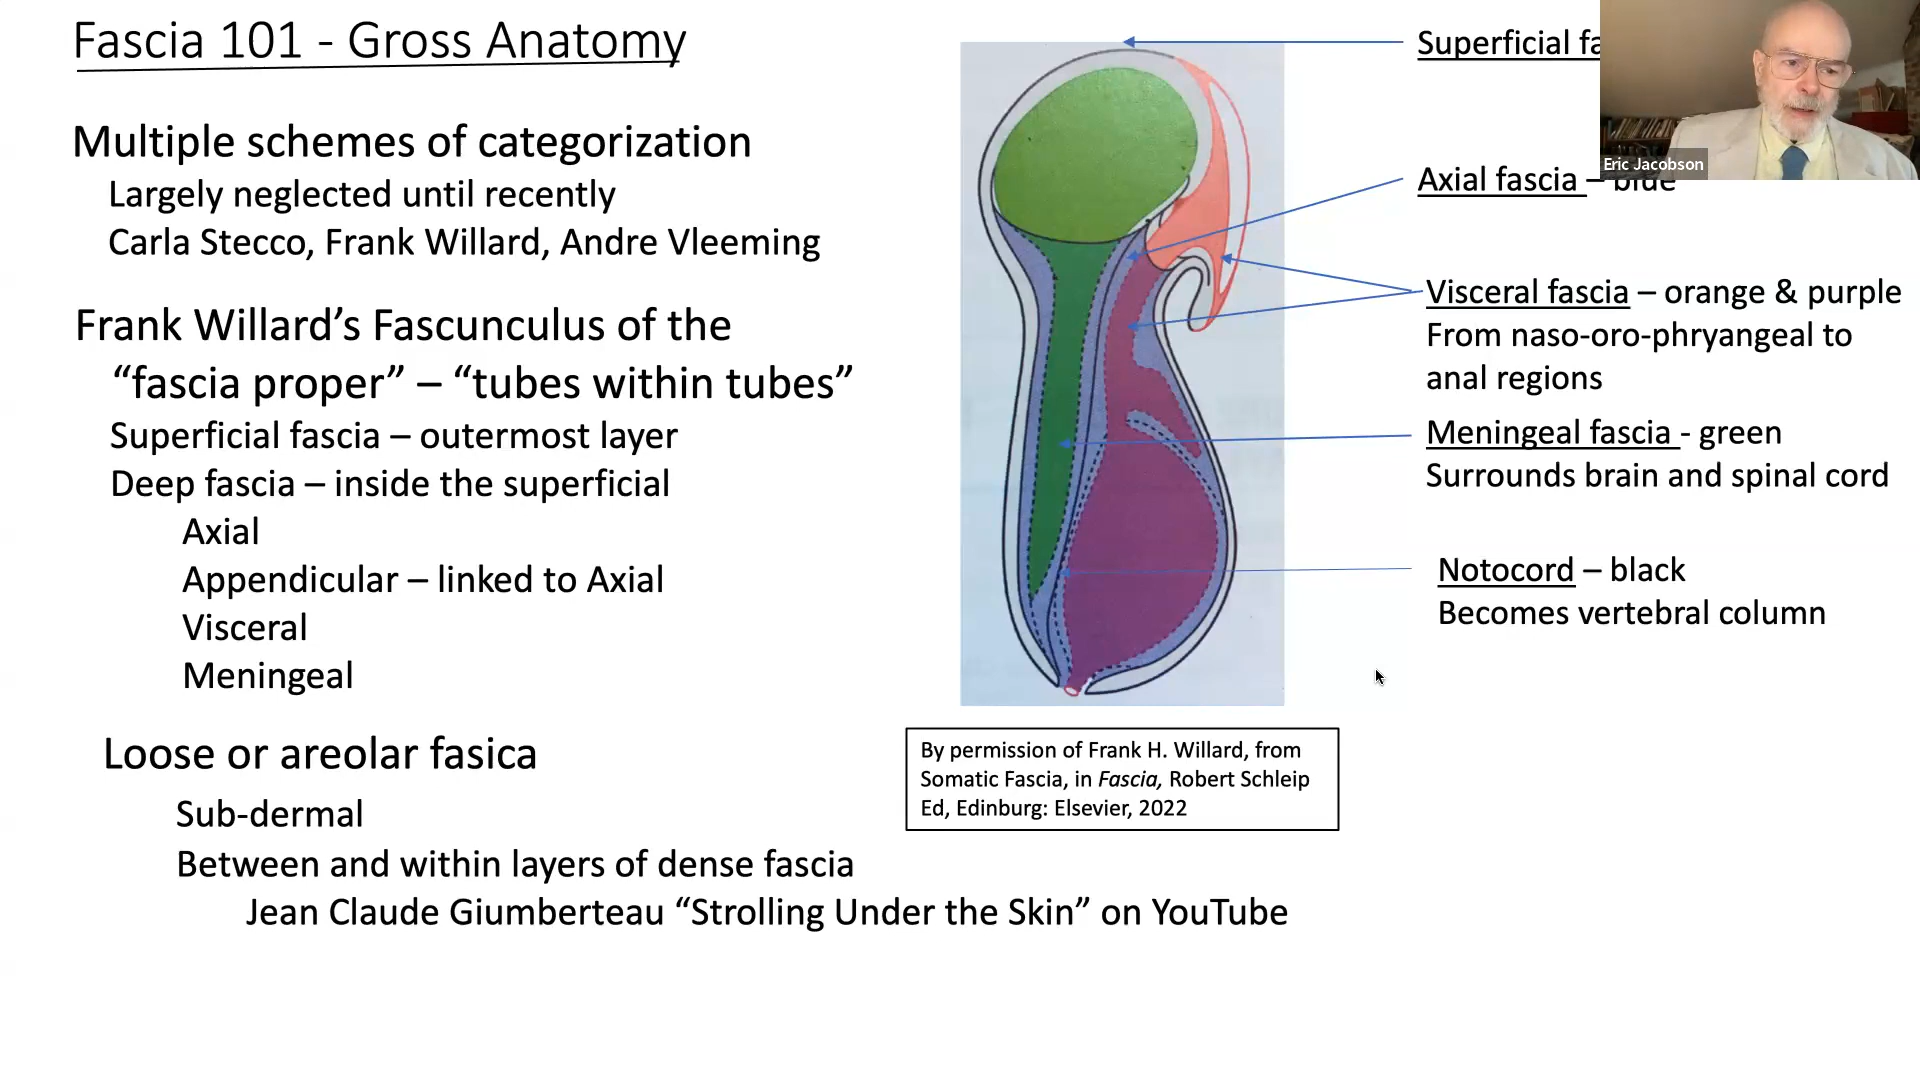 Fascia 101 - Gross Anatomy
Multiple schemes of categorization
Largely neglected until recently
Carla Stecco, Frank Willard, Andre Vleeming
Frank Willard’s Fascunculus of the
“fascia proper” – “tubes within tubes”
Superficial fascia – outermost layer
Deep fascia – inside the superficial
Axial
Appendicular – linked to Axial
Visceral
Meningeal
Loose or areolar fasica
Sub-dermal
Between and within layers of dense fascia
Jean Claude Giumberteau “Strolling Under the Skin” on YouTube
Superficial
Axial fascia – blue
Visceral fascia – orange & purple
From naso-oro-phryangeal to
anal regions
Meningeal fascia - green
Surrounds brain and spinal cord
Notocord – black
Becomes vertebral column
By permission of Frank H. Willard, from
Somatic Fascia, in Fascia, Robert Schleip
Ed, Edinburg: Elsevier, 2022
Eric Jacobson